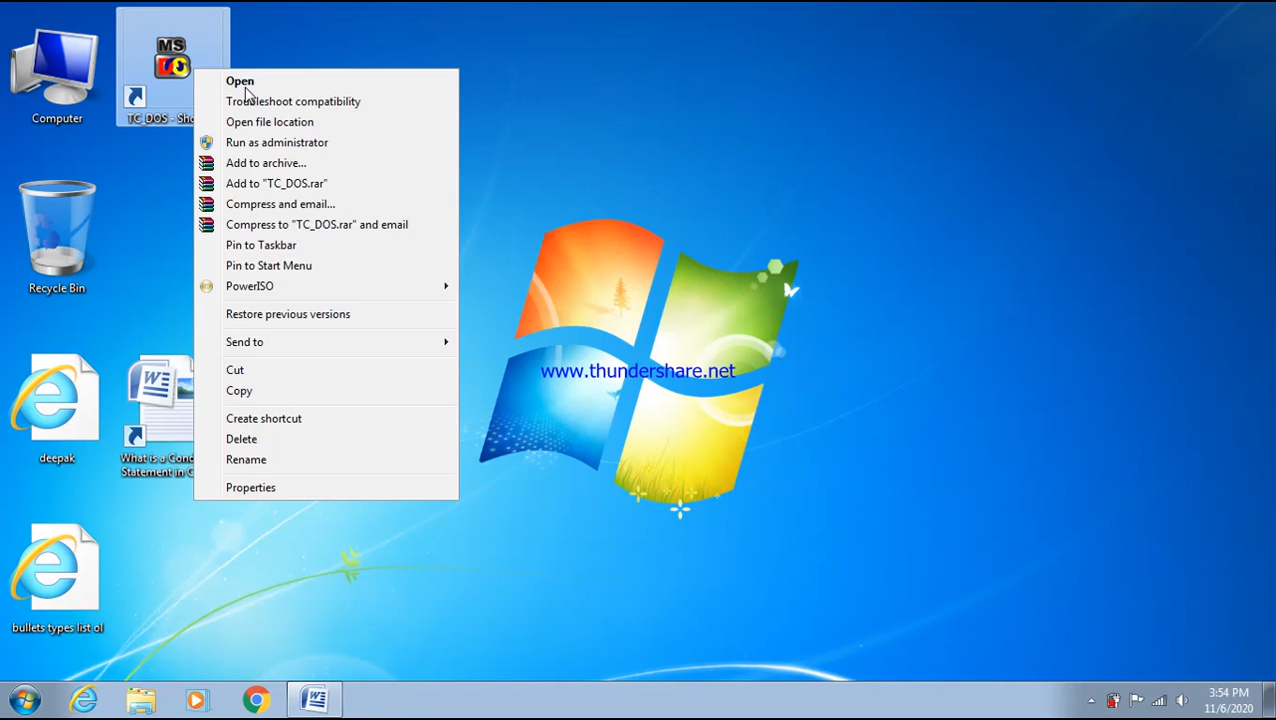 Computer
MS
TC_DOS - Sho
Open
Troubleshoot compatibility
Open file location
Run as administrator
Add to archive...
Add to "TC_DOS.rar"
Compress and email...
Compress to "TC_DOS.rar" and email
Pin to Taskbar
Pin to Start Menu
PowerISO
Restore previous versions
Send to
Cut
Copy
Create shortcut
Delete
Rename
Properties
Recycle Bin
deepak
What is a Cond
Statement in C
bullets types list ol
www.thundershare.net
3:54 PM
11/6/2020